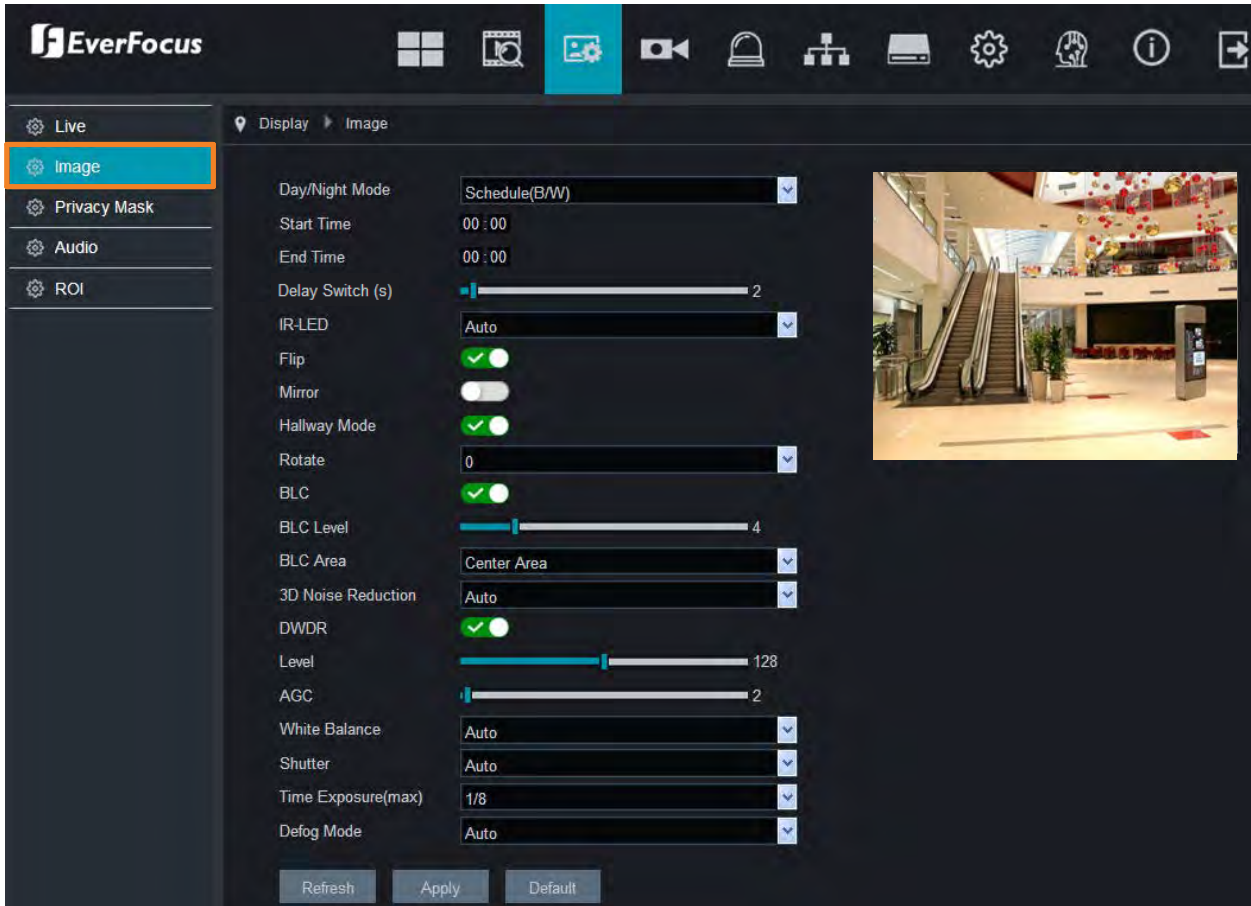 EverFocus
Live
Image
Privacy Mask
Audio
ROI
Display Image
Day/Night Mode Schedule(B/W)
Start Time 00:00
End Time 00:00
Delay Switch (s) 2
IR-LED Auto
Flip
Mirror
Hallway Mode
Rotate 0
BLC
BLC Level 4
BLC Area Center Area
3D Noise Reduction Auto
DWDR
Level 128
AGC 2
White Balance Auto
Shutter Auto
Time Exposure(max) 1/8
Defog Mode Auto
Refresh Apply Default